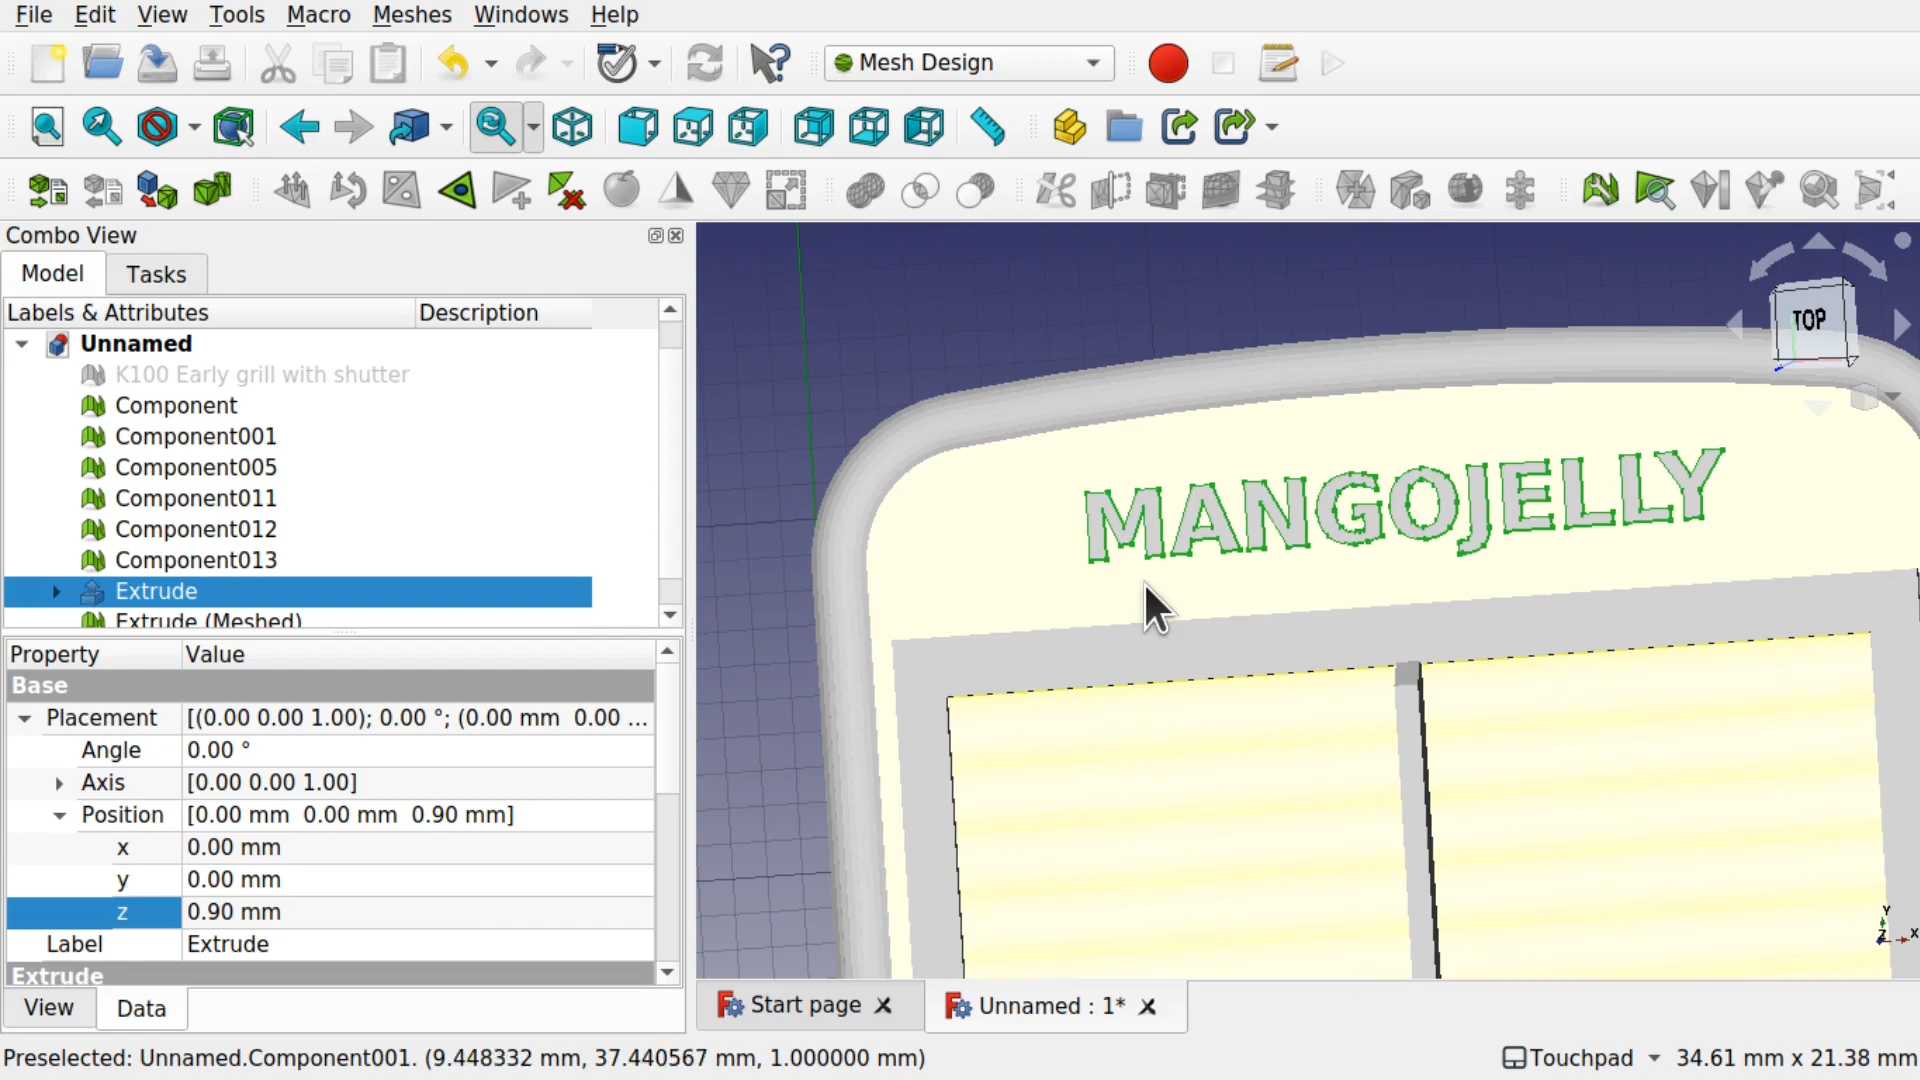 File Edit View Tools Macro Meshes Windows Help
Mesh Design
Combo View
Model Tasks
Labels & Attributes Description
Unnamed
K100 Early grill with shutter
Component
Component001
Component005
Component011
Component012
Component013
Extrude
Extrude (Meshed)
TOP
MANGOJELLY
Property Value
Base
Placement [(0.00 0.00 1.00); 0.00 °; (0.00 mm 0.00 ...
Angle 0.00 °
Axis [0.00 0.00 1.00]
Position [0.00 mm 0.00 mm 0.90 mm]
x 0.00 mm
y 0.00 mm
z 0.90 mm
Label Extrude
Extrude
Y
Z X
View Data
Start page Unnamed : 1*
Preselected: Unnamed.Component001. (9.448332 mm, 37.440567 mm, 1.000000 mm) Touchpad 34.61 mm x 21.38 mm